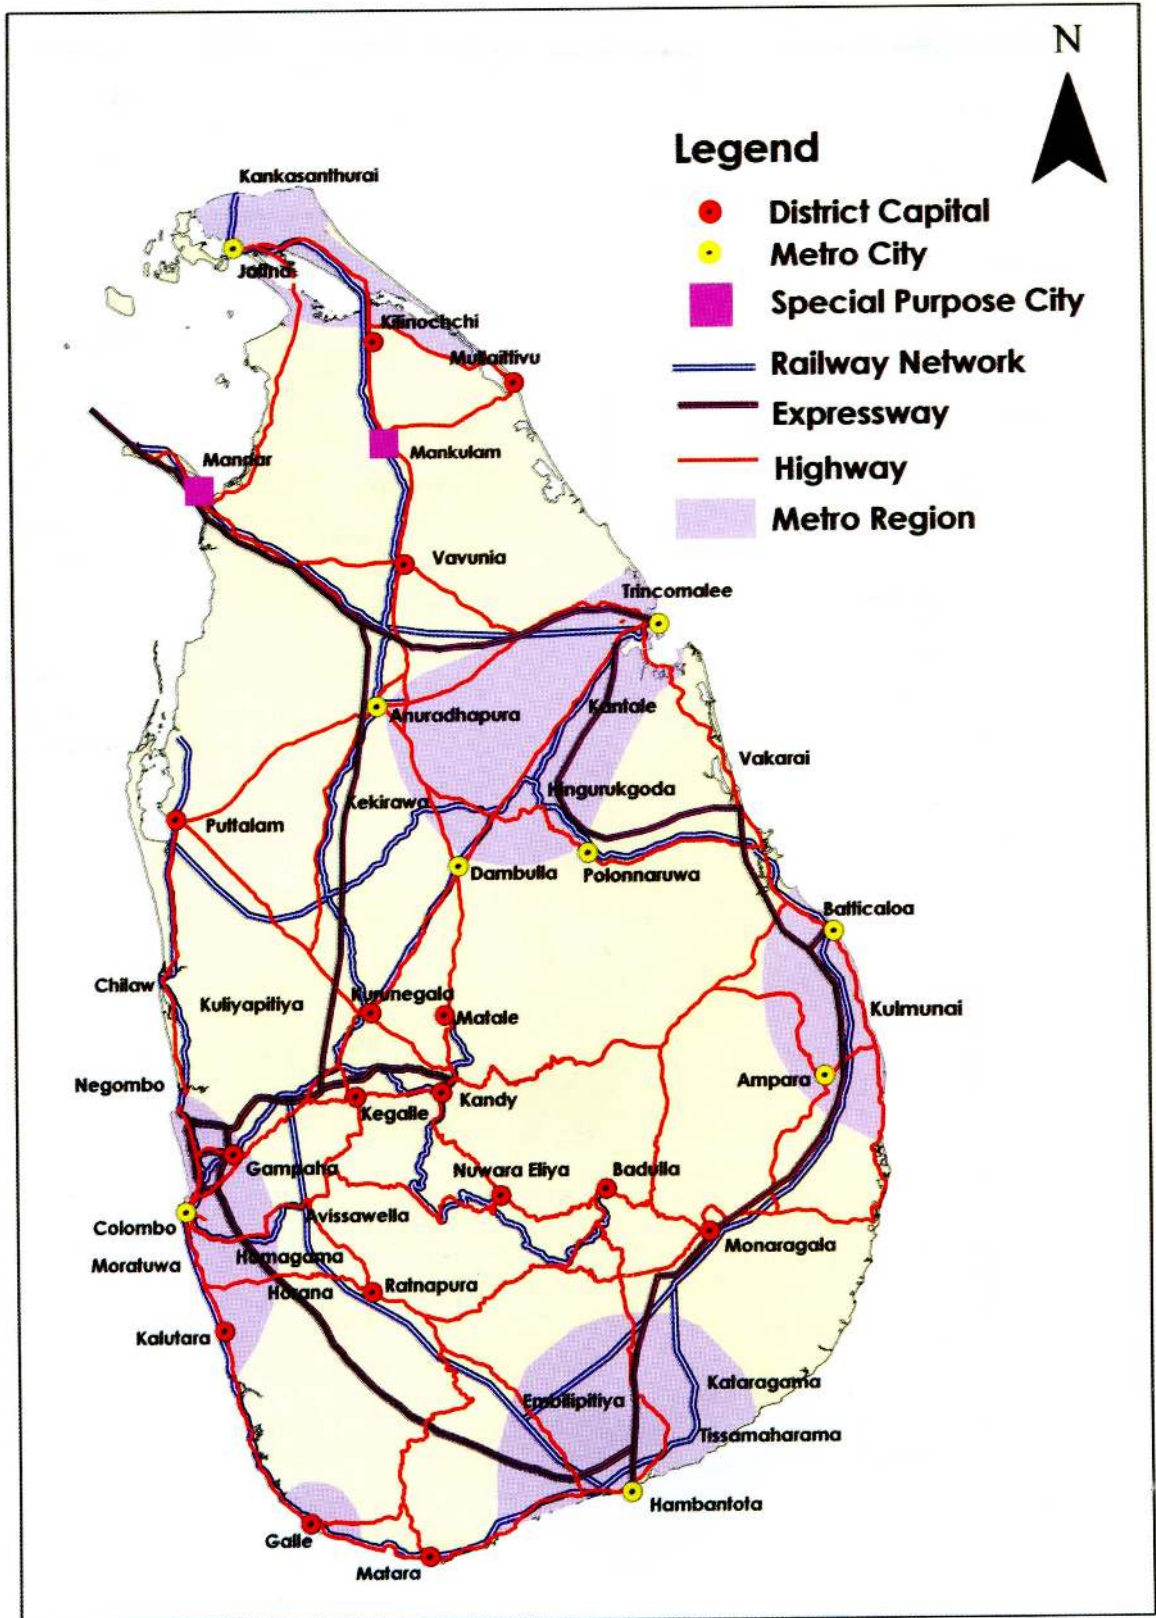 N
Legend
District Capital
Metro City
Special Purpose City
Railway Network
Expressway
Highway
Metro Region
Kankasanthurai
Jaffna
Kilinochchi
Mullaittivu
Mannar
Mankulam
Vavunia
Trincomalee
Anuradhapura
Kantale
Vakarai
Kekirawa
Hingurukgoda
Puttalam
Dambulla
Polonnaruwa
Batticaloa
Chilaw
Kuliyapitiya
Kurunegala
Matale
Kulmunai
Negombo
Kegalle
Kandy
Ampara
Gampaha
Nuwara Eliya
Badulla
Colombo
Avissawella
Moratuwa
Homagama
Monaragala
Horana
Ratnapura
Kalutara
Embilipitiya
Kataragama
Tissamaharama
Hambantota
Galle
Matara